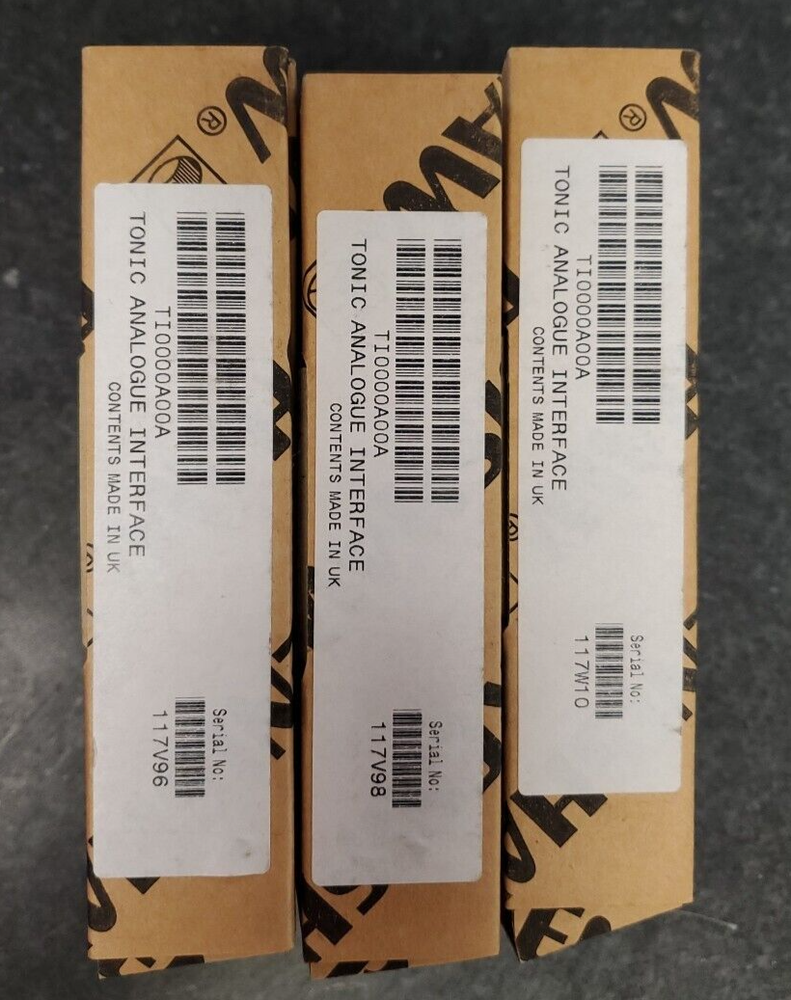 TI0000A00A
TONIC ANALOGUE INTERFACE
CONTENTS MADE IN UK
Serial No:
117V96
TI0000A00A
TONIC ANALOGUE INTERFACE
CONTENTS MADE IN UK
Serial No:
117V98
TI0000A00A
TONIC ANALOGUE INTERFACE
CONTENTS MADE IN UK
Serial No:
117W10